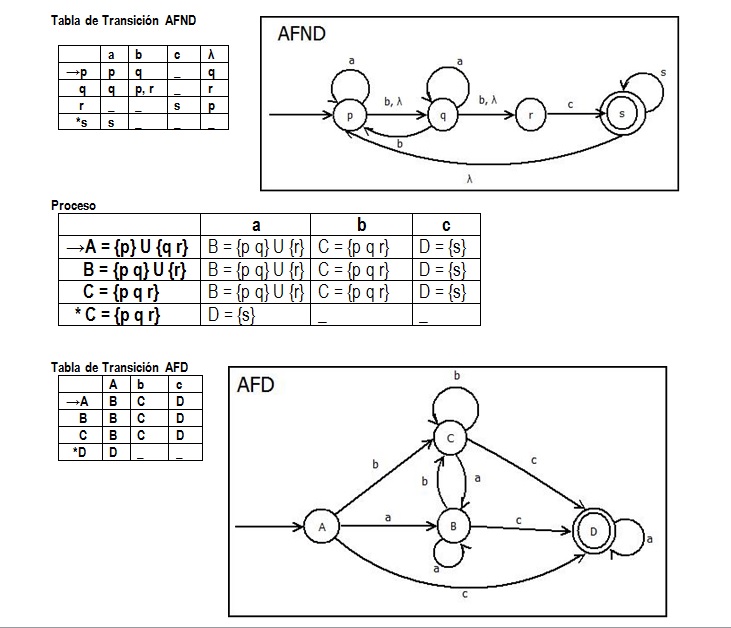 Tabla de Transición AFND
a b c λ
→p p q _ q
q q p, r _ r
r _ _ s p
*s s _ _ _
AFND
a a s
b, λ b, λ c
p q r s
b
λ
Proceso
a b c
→A = {p} U {q r} B = {p q} U {r} C = {p q r} D = {s}
B = {p q} U {r} B = {p q} U {r} C = {p q r} D = {s}
C = {p q r} B = {p q} U {r} C = {p q r} D = {s}
* C = {p q r} D = {s} _ _
Tabla de Transición AFD
A b c
→A B C D
B B C D
C B C D
*D D _ _
AFD
b
C
b c
b a
a c
A B D a
a
c